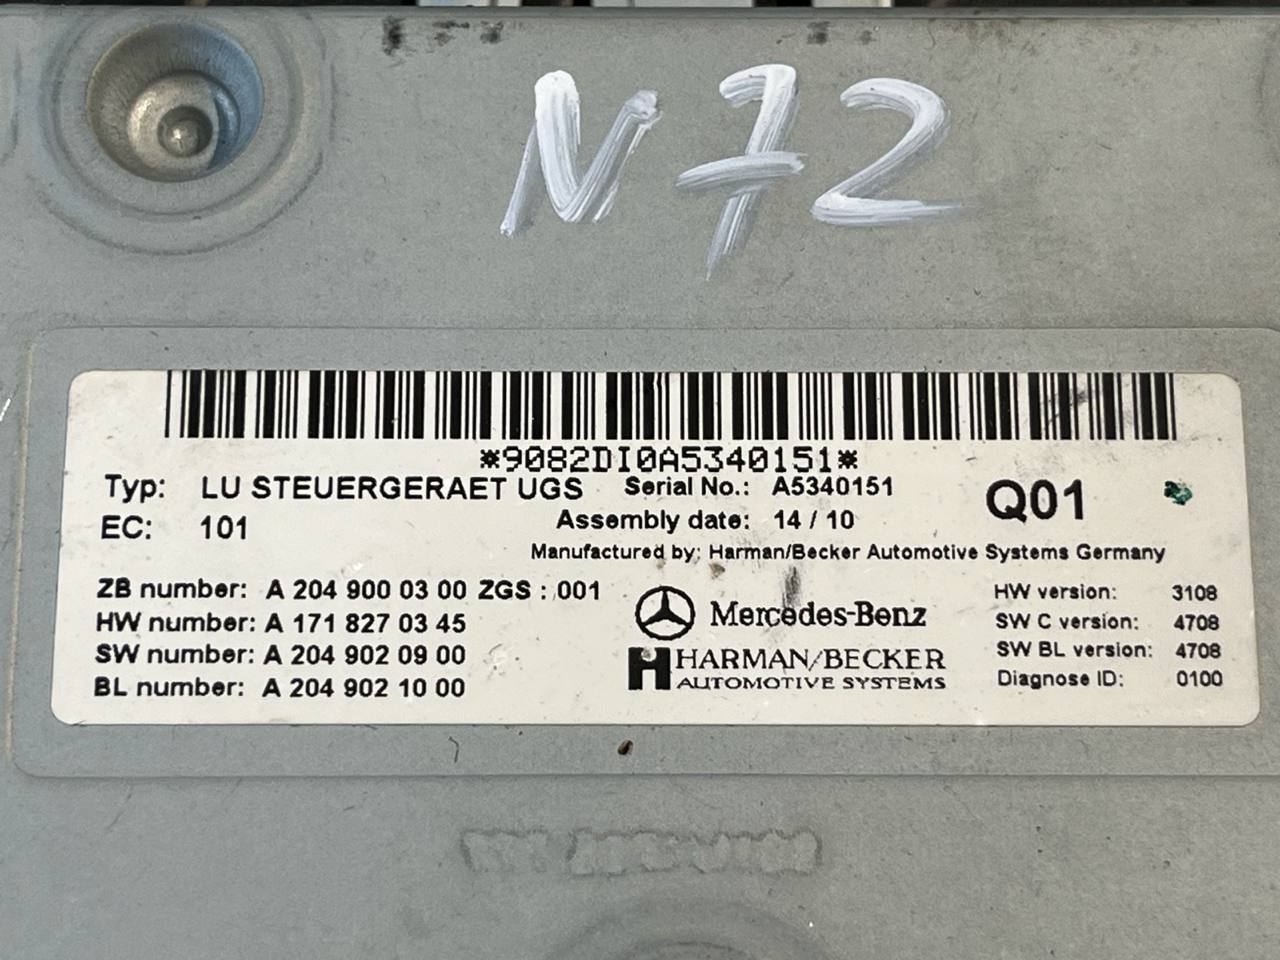 N72
*9082DI0A5340151*
Typ: LU STEUERGERAET UGS Serial No.: A5340151
EC: 101 Assembly date: 14 / 10
Q01
Manufactured by: Harman/Becker Automotive Systems Germany
ZB number: A 204 900 03 00 ZGS : 001
HW number: A 171 827 03 45
SW number: A 204 902 09 00
BL number: A 204 902 10 00
Mercedes-Benz
HARMAN/BECKER
AUTOMOTIVE SYSTEMS
HW version: 3108
SW C version: 4708
SW BL version: 4708
Diagnose ID: 0100